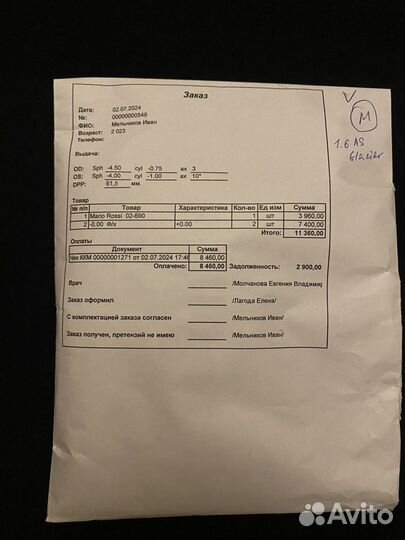 Заказ
Дата: 02.07.2024
№: 00000000549
ФИО: Мельников Иван
Возраст: 2 023
Телефон:
Выдача:
OD: Sph -4.50 cyl -0.75 ax 3
OS: Sph -4.00 cyl -1.00 ax 10*
DPP: 61,5 мм.
Товар
№ п/п Товар Характеристика Кол-во Ед изм Сумма
1 Mario Rossi 02-690 1 шт 3 960,00
2 -0.00 Ф/х +0.00 2 шт 7 400,00
Итого: 11 360,00
Оплаты
Документ Сумма
Чек ККМ 00000001271 от 02.07.2024 17:46 8 460,00
Оплачено: 8 460,00 Задолженность: 2 900,00
Врач /Молчанова Евгения Владимир
Заказ оформил /Лагода Елена/
С комплектацией заказа согласен /Мельников Иван/
Заказ получен, претензий не имею /Мельников Иван/
M
1.6 AS
Glacier
Avito